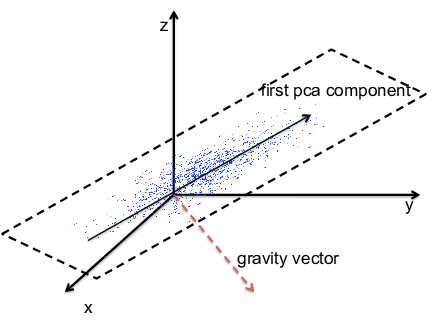 z
first pca component
y
gravity vector
x